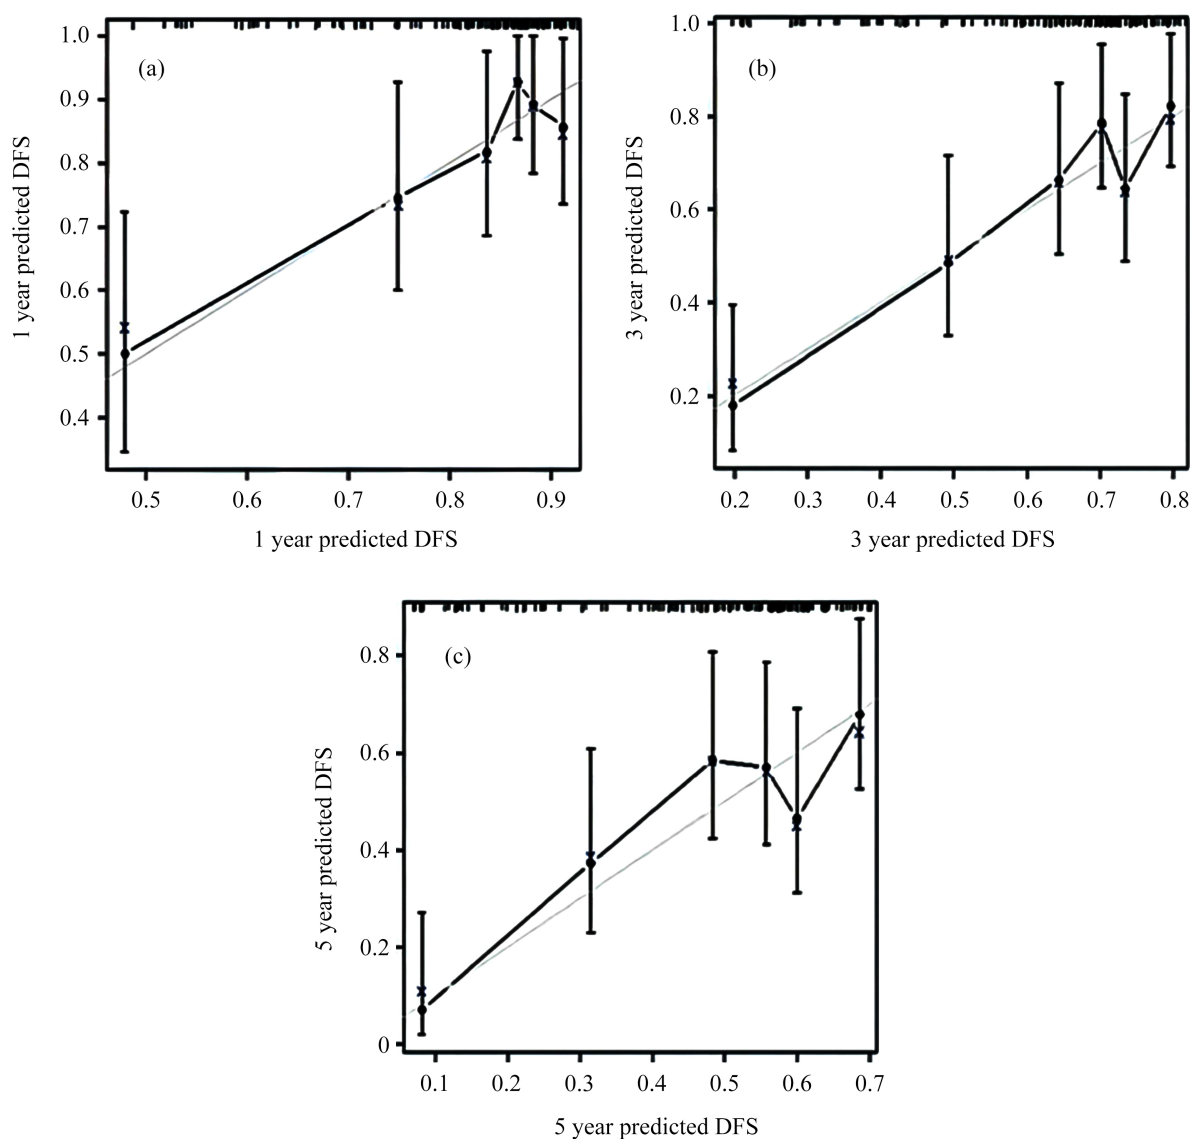 (a)
1 year predicted DFS
1.0
0.9
0.8
0.7
0.6
0.5
0.4
0.5 0.6 0.7 0.8 0.9
1 year predicted DFS
(b)
3 year predicted DFS
1.0
0.8
0.6
0.4
0.2
0.2 0.3 0.4 0.5 0.6 0.7 0.8
3 year predicted DFS
(c)
5 year predicted DFS
0.8
0.6
0.4
0.2
0
0.1 0.2 0.3 0.4 0.5 0.6 0.7
5 year predicted DFS